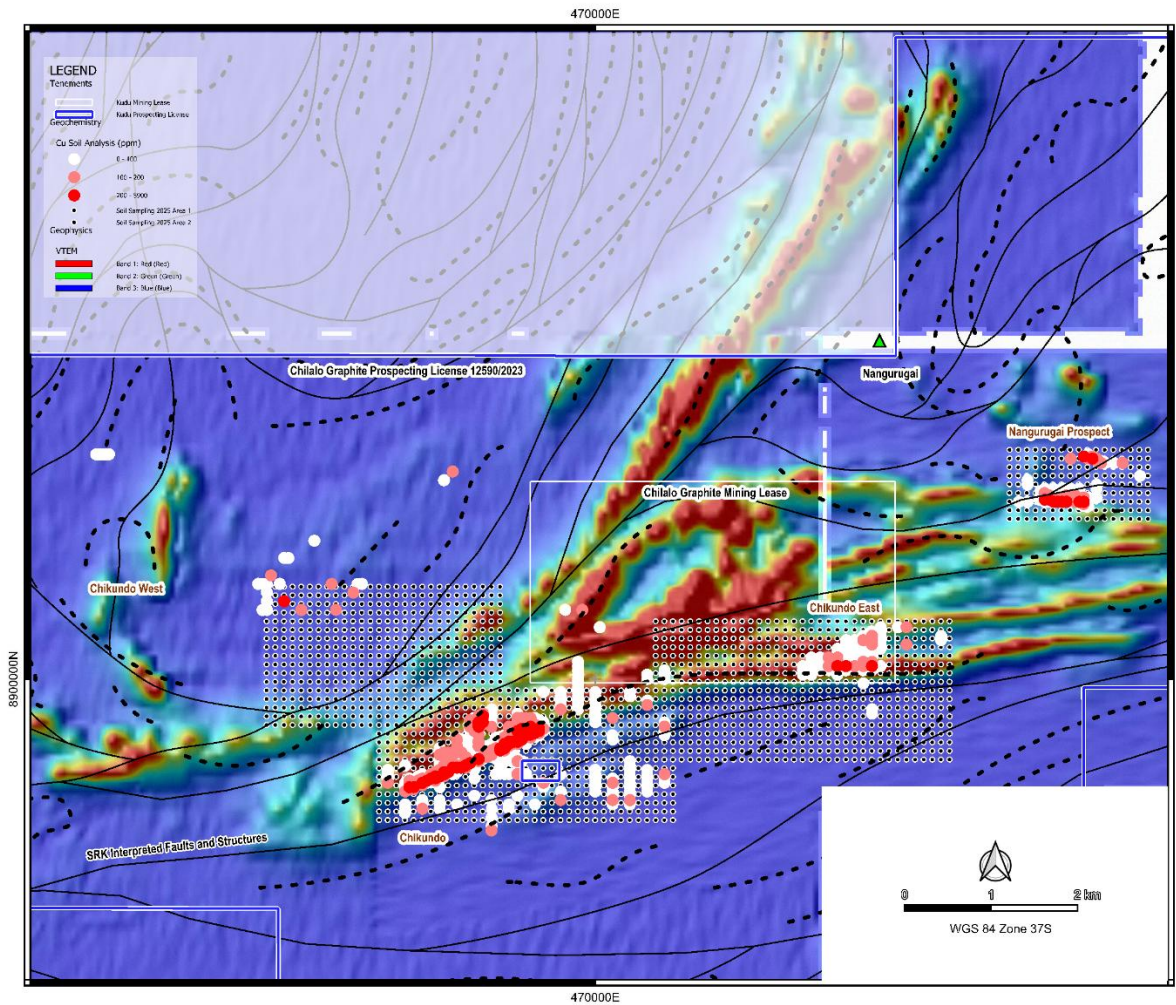 470000E
LEGEND
Tenements
Kudu Mining Lease
Kudu Prospecting License
Geochemistry
Cu Soil Analysis (ppm)
0 - 100
100 - 200
200 - 5900
Soil Sampling 2025 Area 1
Soil Sampling 2025 Area 2
Geophysics
VTEM
Band 1: Red (Red)
Band 2: Green (Green)
Band 3: Blue (Blue)
Chilalo Graphite Prospecting License 12590/2023
Nangurugai
Nangurugai Prospect
Chilalo Graphite Mining Lease
Chikundo West
Chikundo East
8900000N
Chikundo
SRK Interpreted Faults and Structures
0 1 2 km
WGS 84 Zone 37S
470000E